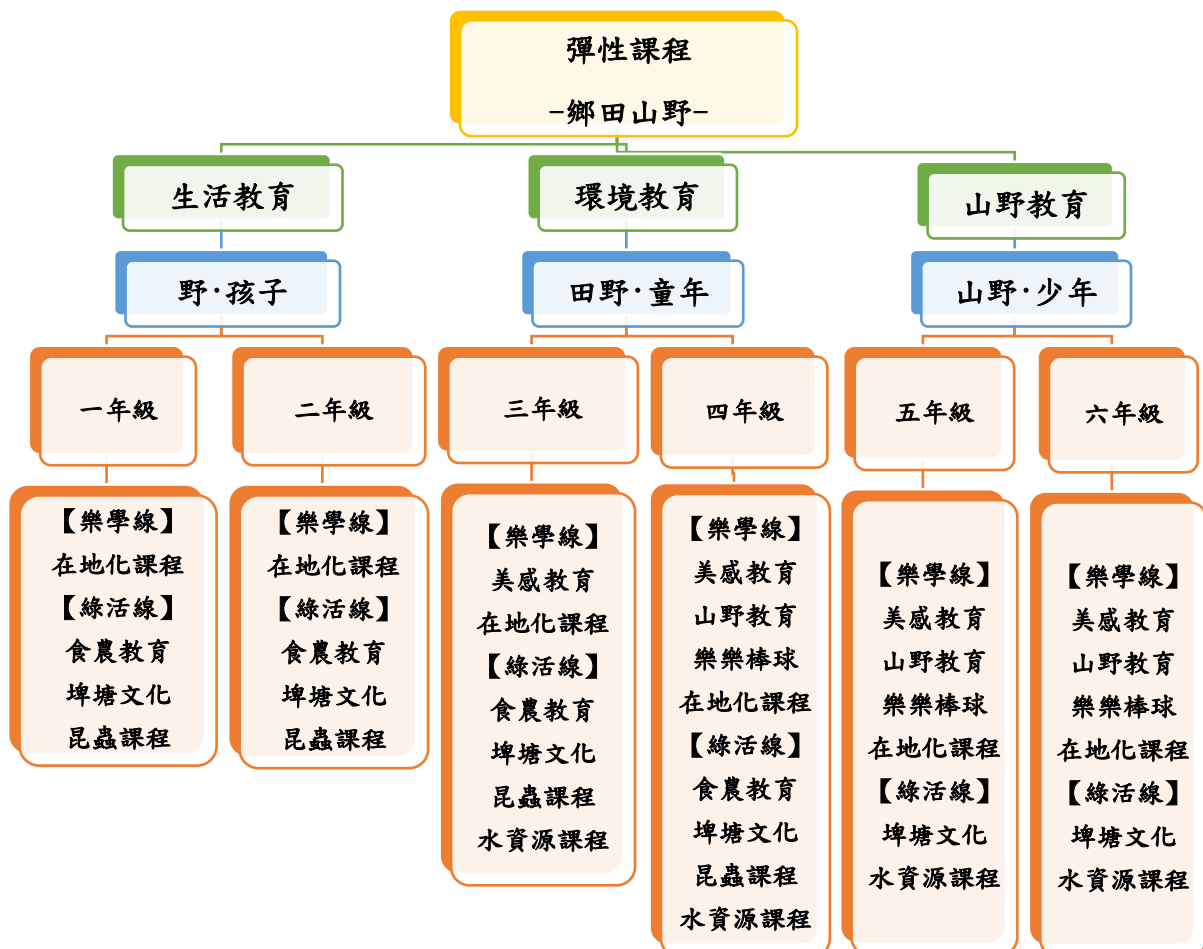 彈性課程
-鄉田山野-
生活教育
環境教育
山野教育
野·孩子
田野·童年
山野·少年
一年級
二年級
三年級
四年級
五年級
六年級
【樂學線】
在地化課程
【綠活線】
食農教育
埤塘文化
昆蟲課程
【樂學線】
在地化課程
【綠活線】
食農教育
埤塘文化
昆蟲課程
【樂學線】
美感教育
在地化課程
【綠活線】
食農教育
埤塘文化
昆蟲課程
水資源課程
【樂學線】
美感教育
山野教育
樂樂棒球
在地化課程
【綠活線】
食農教育
埤塘文化
昆蟲課程
水資源課程
【樂學線】
美感教育
山野教育
樂樂棒球
在地化課程
【綠活線】
埤塘文化
水資源課程
【樂學線】
美感教育
山野教育
樂樂棒球
在地化課程
【綠活線】
埤塘文化
水資源課程